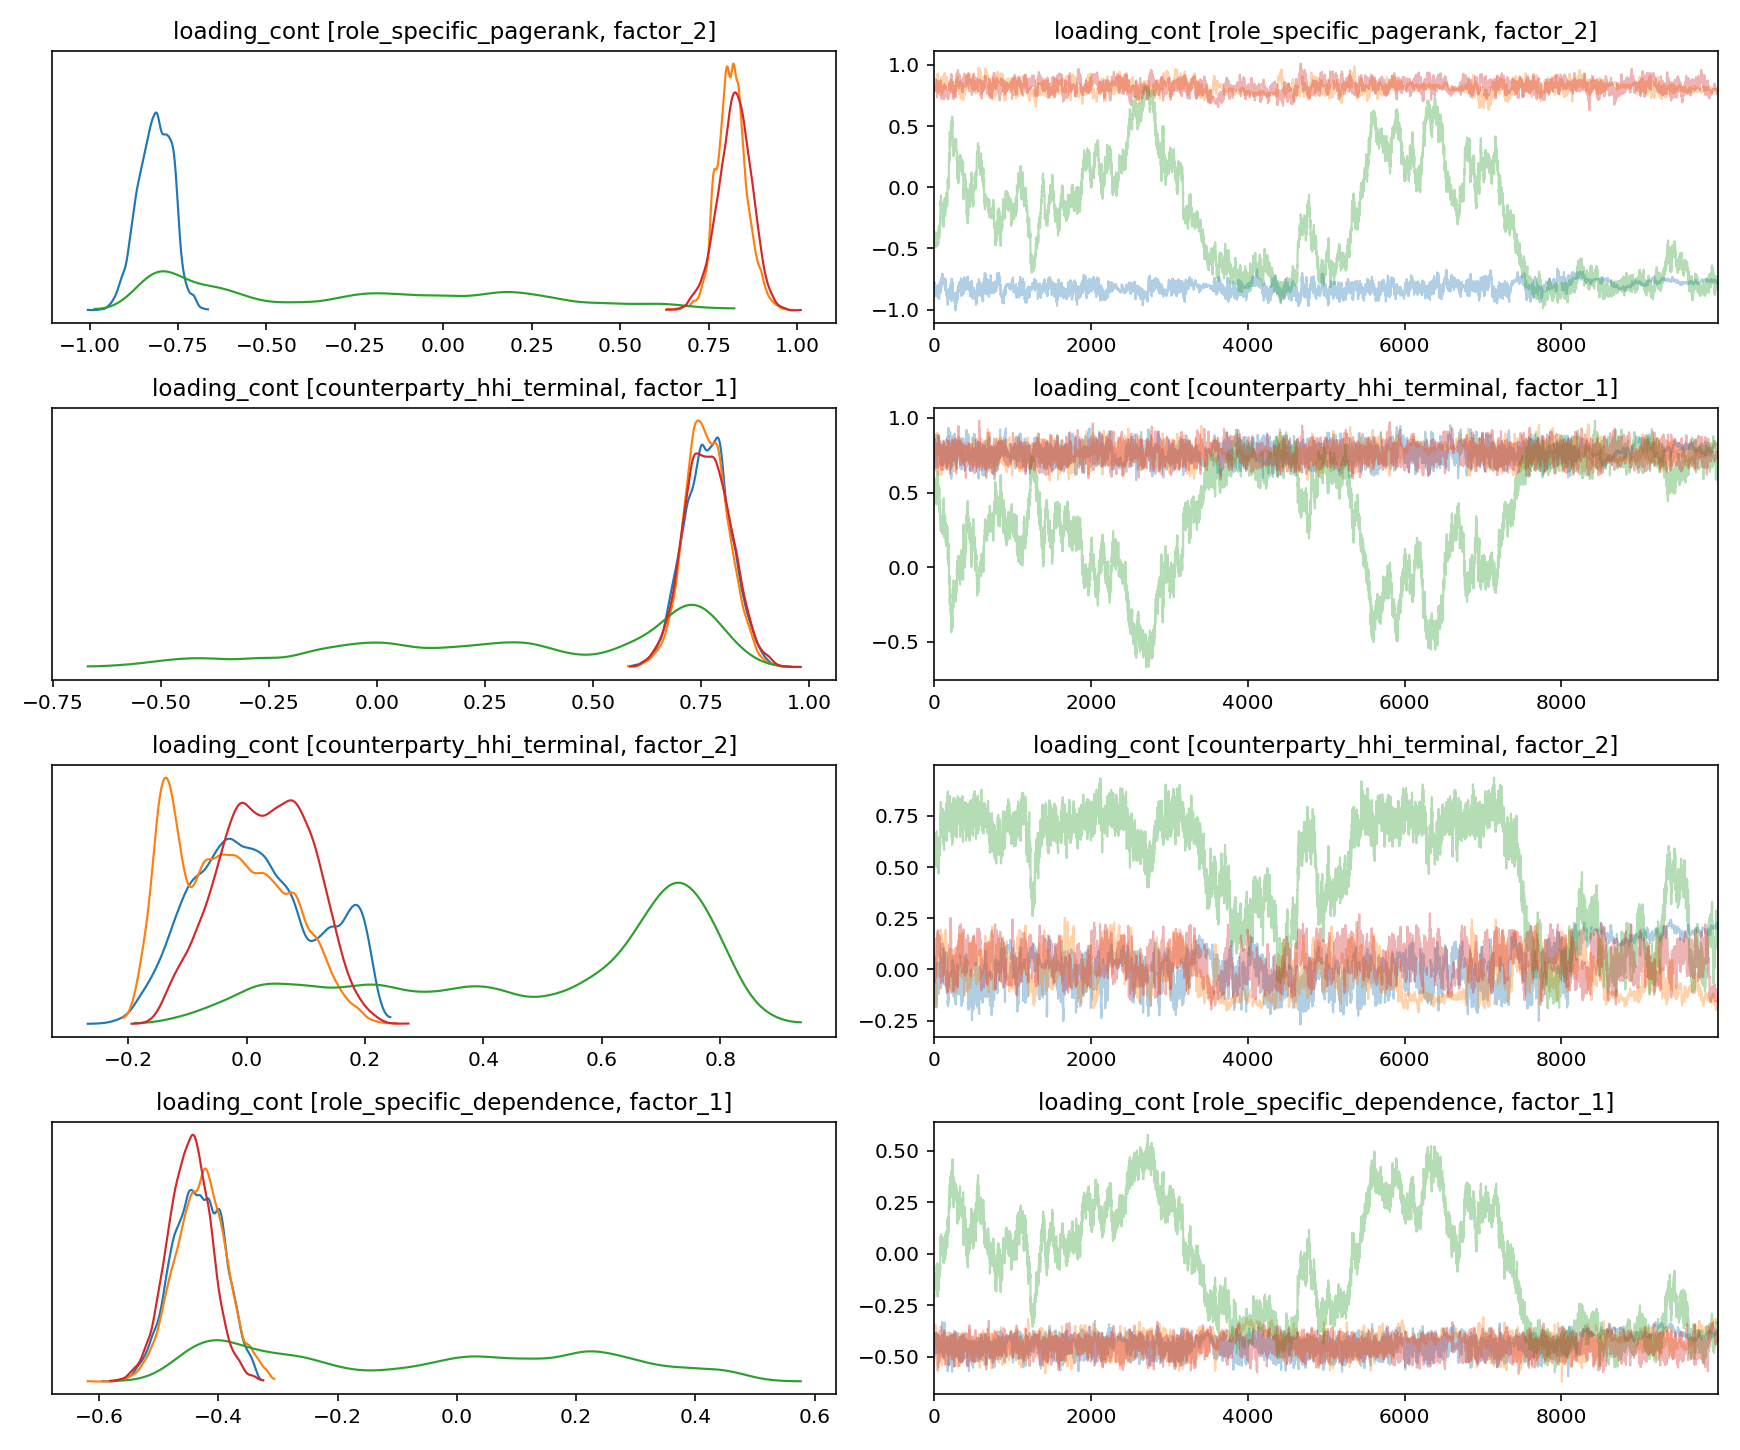 loading_cont [role_specific_pagerank, factor_2]
loading_cont [role_specific_pagerank, factor_2]
1.0
0.5
0.0
−0.5
−1.0
−1.00 −0.75 −0.50 −0.25 0.00 0.25 0.50 0.75 1.00
0 2000 4000 6000 8000
loading_cont [counterparty_hhi_terminal, factor_1]
loading_cont [counterparty_hhi_terminal, factor_1]
1.0
0.5
0.0
−0.5
−0.75 −0.50 −0.25 0.00 0.25 0.50 0.75 1.00
0 2000 4000 6000 8000
loading_cont [counterparty_hhi_terminal, factor_2]
loading_cont [counterparty_hhi_terminal, factor_2]
0.75
0.50
0.25
0.00
−0.25
−0.2 0.0 0.2 0.4 0.6 0.8
0 2000 4000 6000 8000
loading_cont [role_specific_dependence, factor_1]
loading_cont [role_specific_dependence, factor_1]
0.50
0.25
0.00
−0.25
−0.50
−0.6 −0.4 −0.2 0.0 0.2 0.4 0.6
0 2000 4000 6000 8000